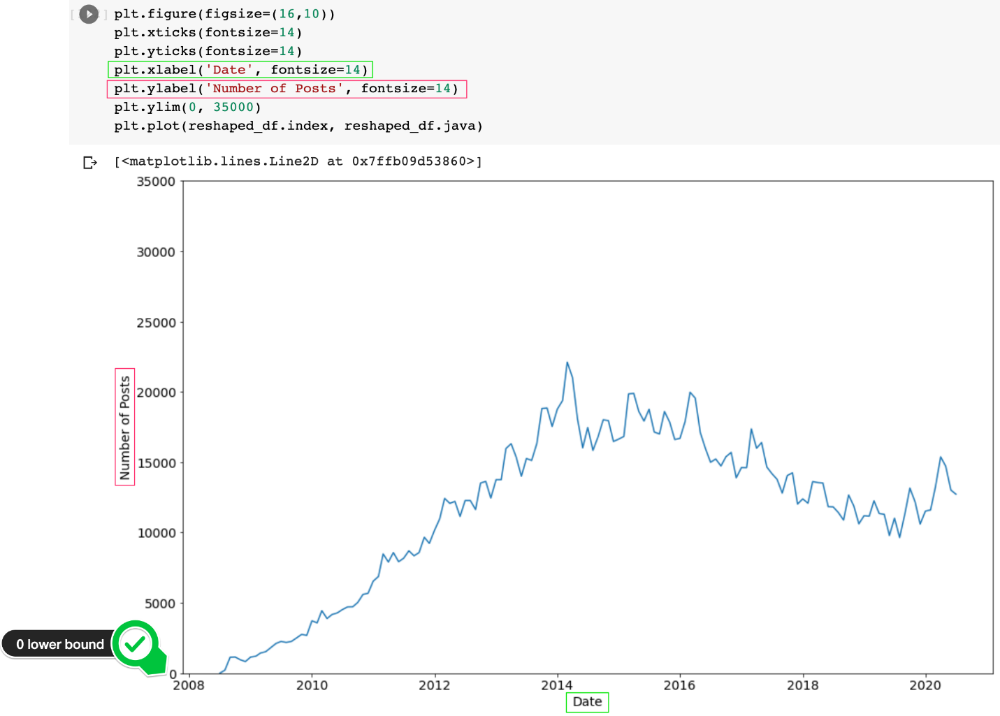 [ ] plt.figure(figsize=(16,10))
plt.xticks(fontsize=14)
plt.yticks(fontsize=14)
plt.xlabel('Date', fontsize=14)
plt.ylabel('Number of Posts', fontsize=14)
plt.ylim(0, 35000)
plt.plot(reshaped_df.index, reshaped_df.java)
[<matplotlib.lines.Line2D at 0x7ffb09d53860>]
35000
30000
25000
20000
15000
10000
5000
0
Number of Posts
0 lower bound
2008 2010 2012 2014 2016 2018 2020
Date